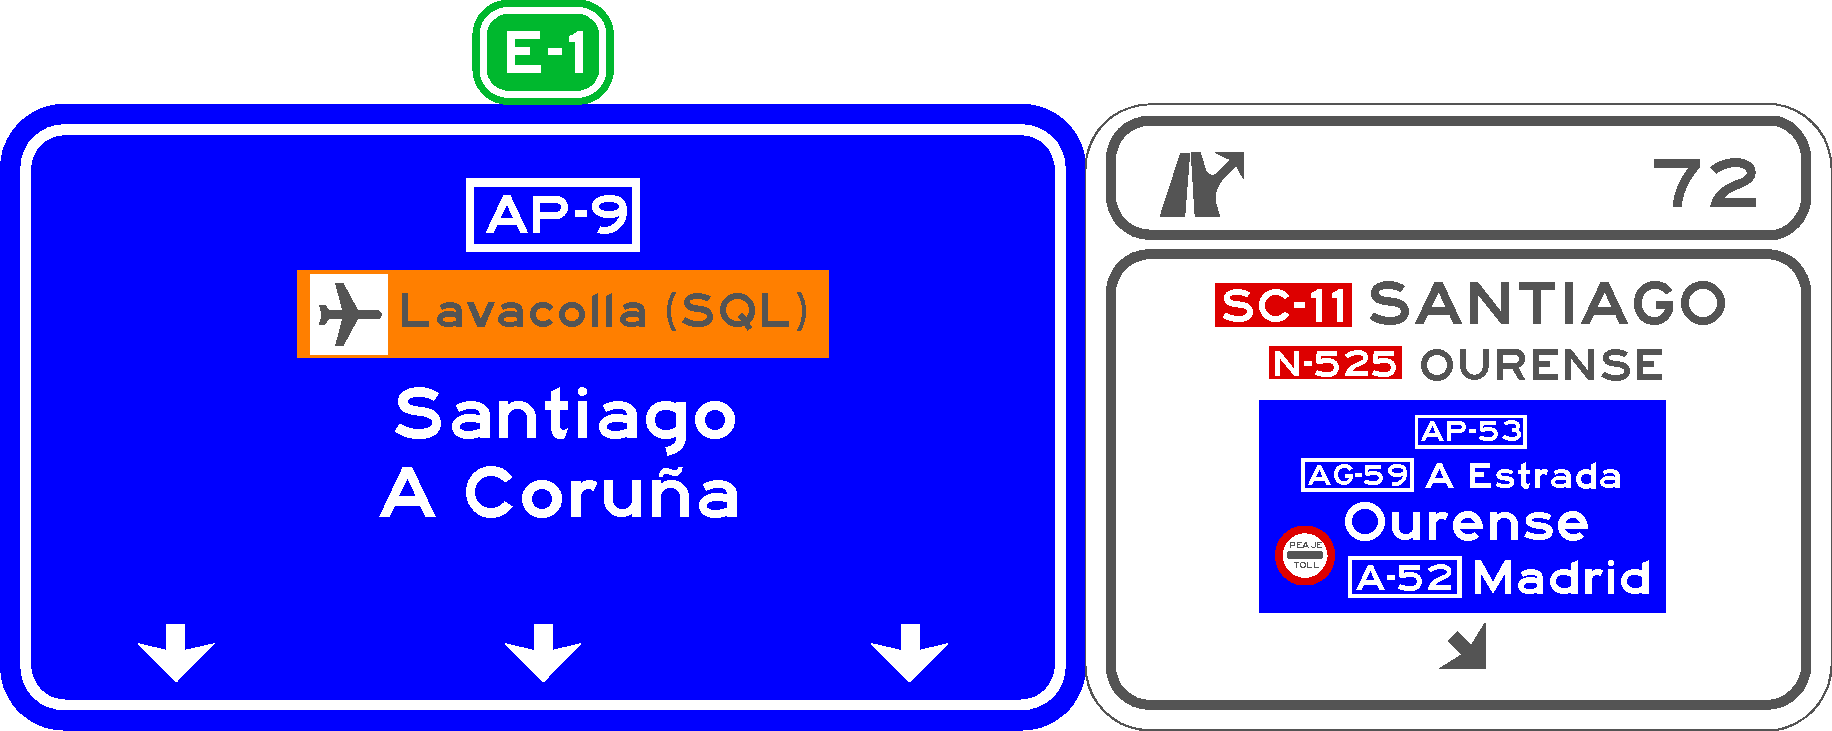 E-1
AP-9
Lavacolla (SQL)
Santiago
A Coruña
72
SC-11 SANTIAGO
N-525 OURENSE
AP-53
AG-59 A Estrada
Ourense
PEAJE
TOLL
A-52 Madrid